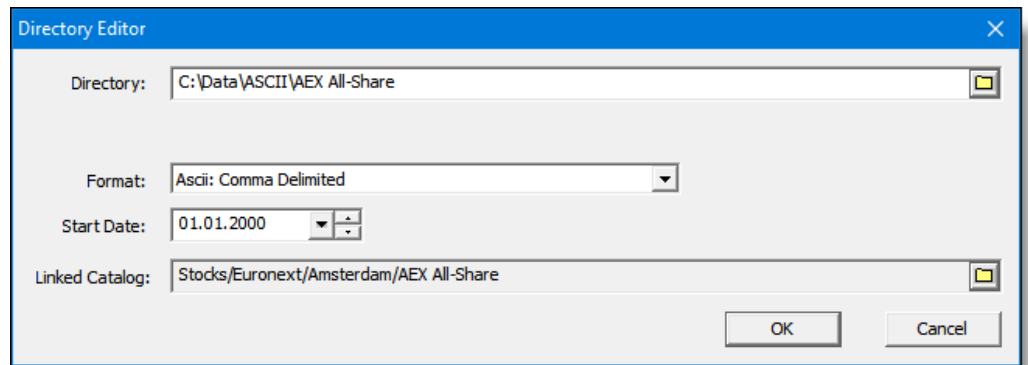 Directory Editor
Directory: C:\Data\ASCII\AEX All-Share
Format: Ascii: Comma Delimited
Start Date: 01.01.2000
Linked Catalog: Stocks/Euronext/Amsterdam/AEX All-Share
OK Cancel